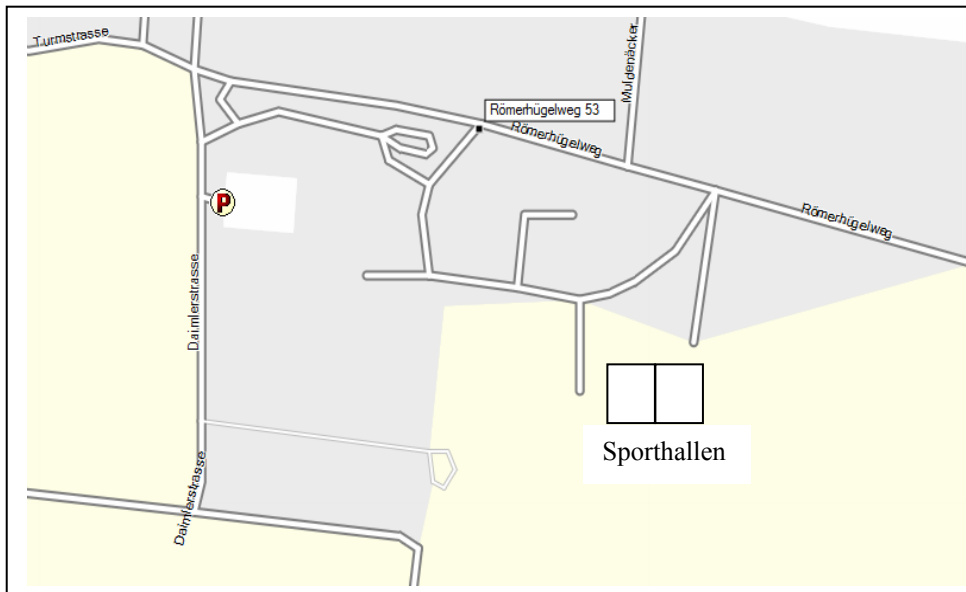 Turmstrasse
Muldenäcker
Römerhügelweg 53
Römerhügelweg
P
Römerhügelweg
Daimlerstrasse
Sporthallen
Daimlerstrasse